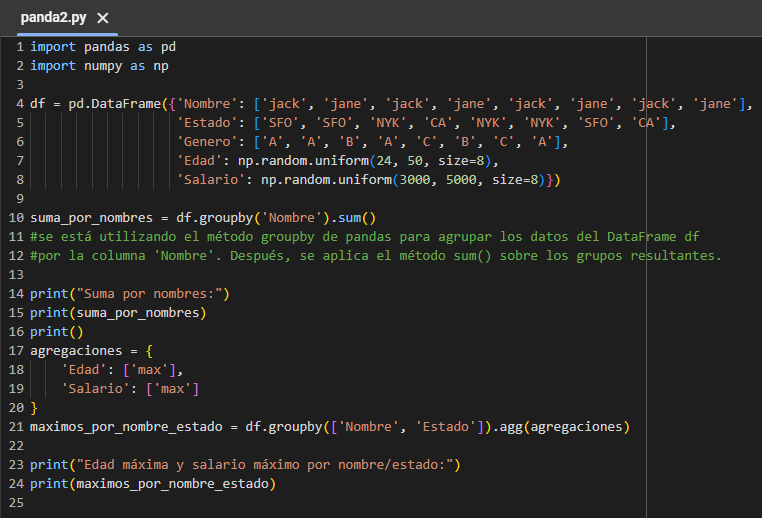 panda2.py ×
1 import pandas as pd
2 import numpy as np
3
4 df = pd.DataFrame({'Nombre': ['jack', 'jane', 'jack', 'jane', 'jack', 'jane', 'jack', 'jane'],
5                    'Estado': ['SFO', 'SFO', 'NYK', 'CA', 'NYK', 'NYK', 'SFO', 'CA'],
6                    'Genero': ['A', 'A', 'B', 'A', 'C', 'B', 'C', 'A'],
7                    'Edad': np.random.uniform(24, 50, size=8),
8                    'Salario': np.random.uniform(3000, 5000, size=8)})
9
10 suma_por_nombres = df.groupby('Nombre').sum()
11 #se está utilizando el método groupby de pandas para agrupar los datos del DataFrame df
12 #por la columna 'Nombre'. Después, se aplica el método sum() sobre los grupos resultantes.
13
14 print("Suma por nombres:")
15 print(suma_por_nombres)
16 print()
17 agregaciones = {
18     'Edad': ['max'],
19     'Salario': ['max']
20 }
21 maximos_por_nombre_estado = df.groupby(['Nombre', 'Estado']).agg(agregaciones)
22
23 print("Edad máxima y salario máximo por nombre/estado:")
24 print(maximos_por_nombre_estado)
25